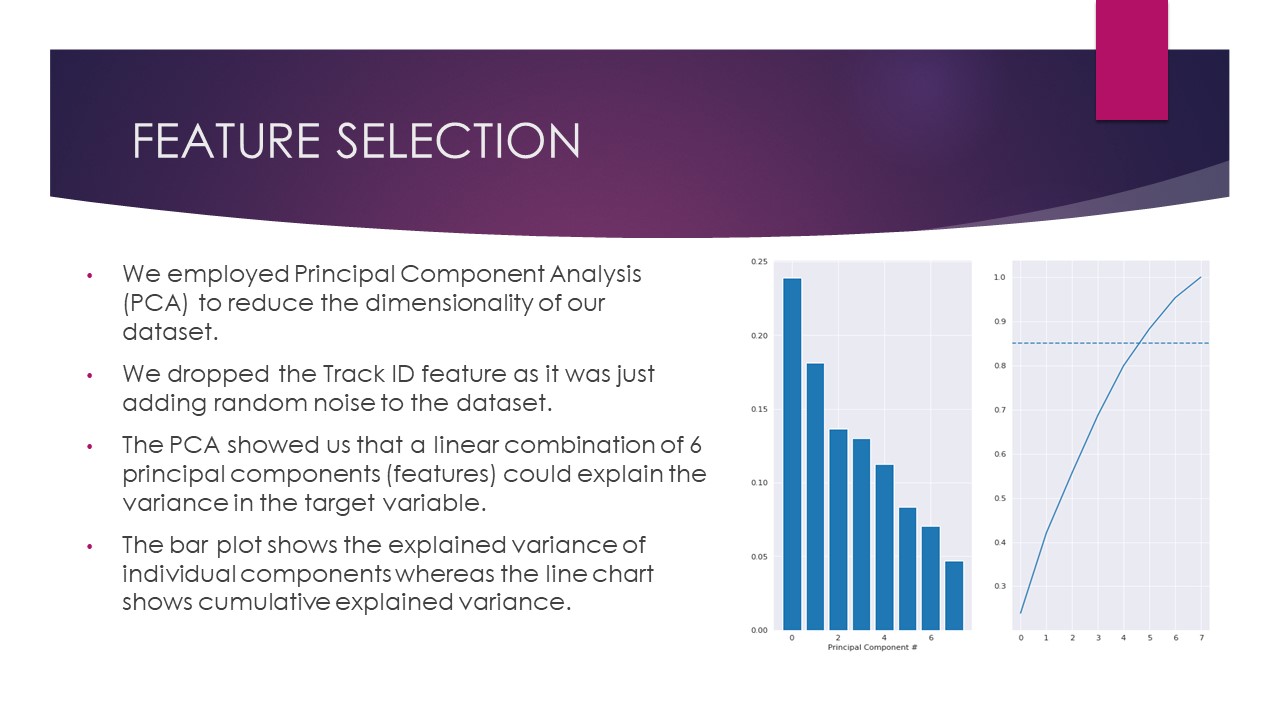 FEATURE SELECTION
• We employed Principal Component Analysis
(PCA) to reduce the dimensionality of our
dataset.
• We dropped the Track ID feature as it was just
adding random noise to the dataset.
• The PCA showed us that a linear combination of 6
principal components (features) could explain the
variance in the target variable.
• The bar plot shows the explained variance of
individual components whereas the line chart
shows cumulative explained variance.
0.25
0.20
0.15
0.10
0.05
0.00
0 2 4 6
Principal Component #
1.0
0.9
0.8
0.7
0.6
0.5
0.4
0.3
0 1 2 3 4 5 6 7